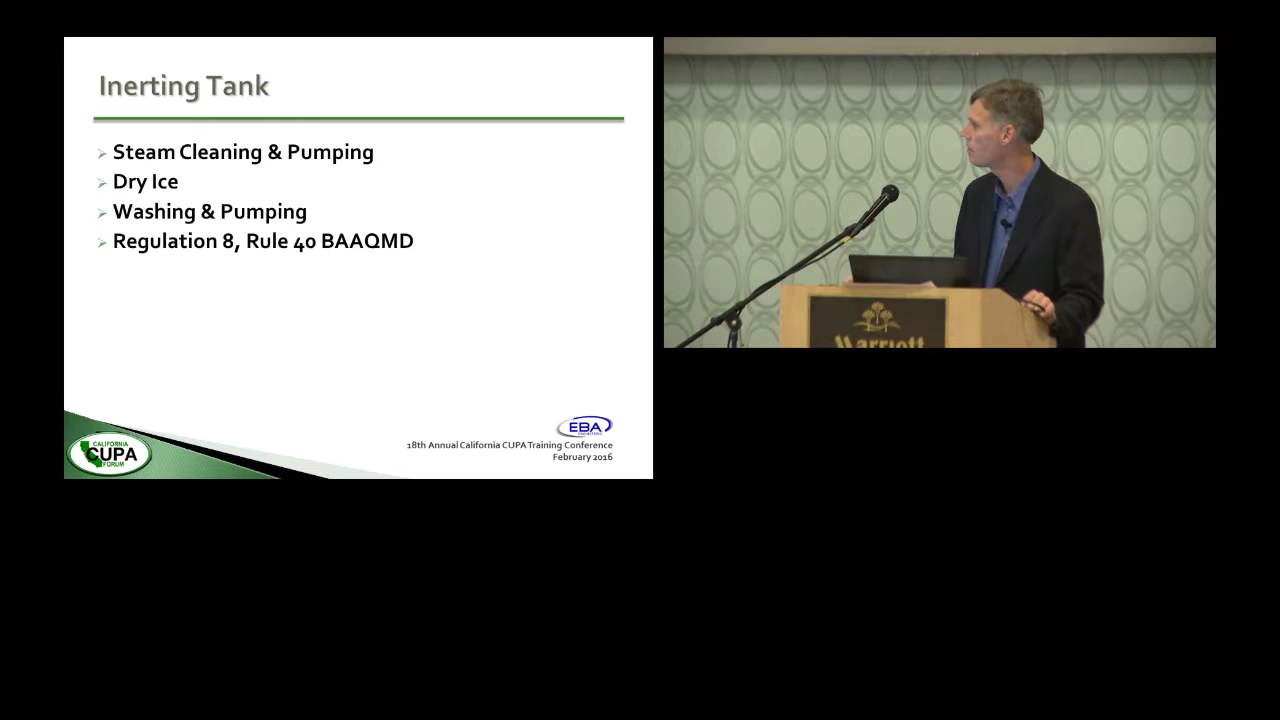 Inerting Tank
Steam Cleaning & Pumping
Dry Ice
Washing & Pumping
Regulation 8, Rule 40 BAAQMD
EBA
ENGINEERING
18th Annual California CUPA Training Conference
February 2016
CALIFORNIA
CUPA
FORUM
Marriott